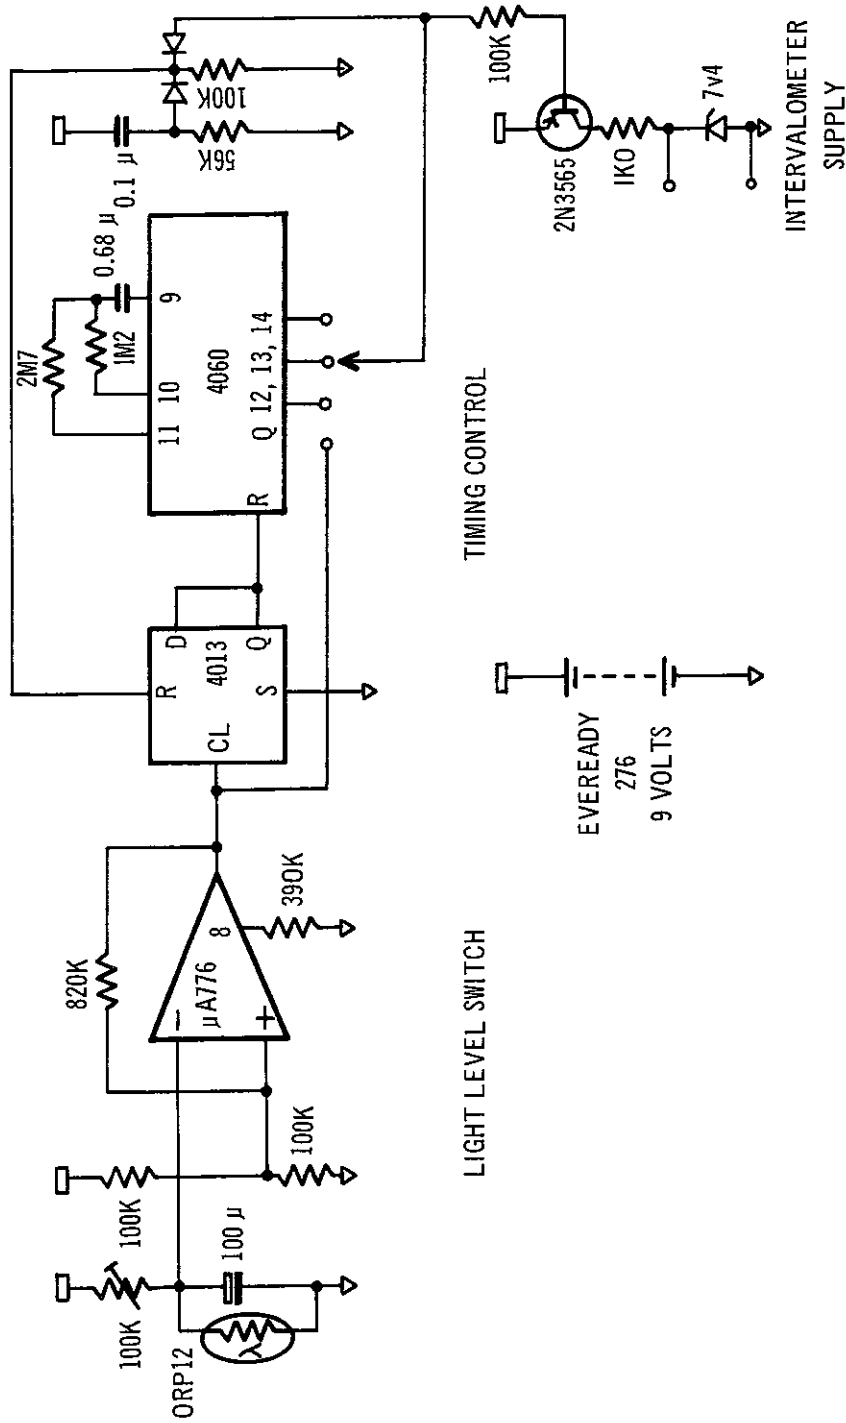 ORP12
100K
100K
100 µ
100K
820K
µA776
−
+
8
390K
CL
R
S
4013
D
Q
R
11
10
9
4060
Q 12, 13, 14
2M7
1M2
0.68 µ
0.1 µ
56K
100K
100K
2N3565
1K0
7v4
LIGHT LEVEL SWITCH
TIMING CONTROL
INTERVALOMETER
SUPPLY
EVEREADY
276
9 VOLTS
λ